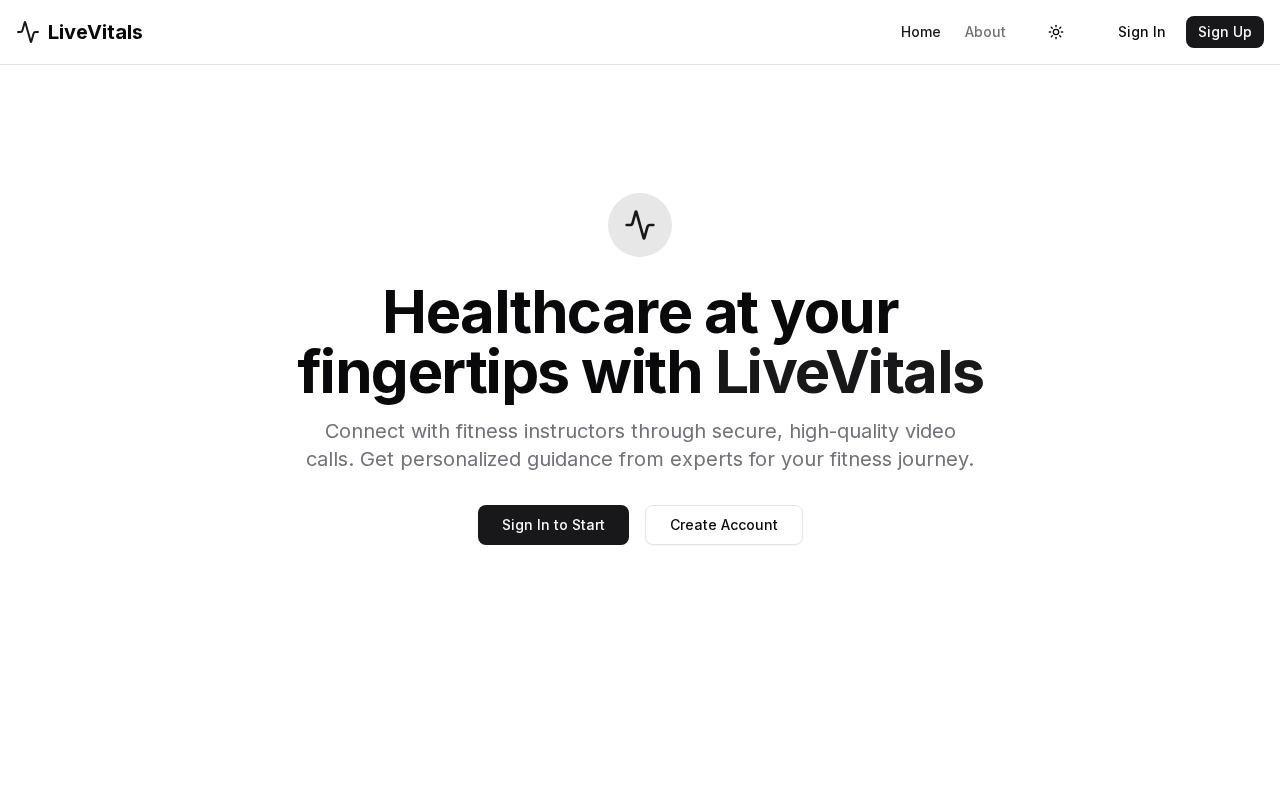 LiveVitals
Home
About
Sign In
Sign Up
Healthcare at your
fingertips with LiveVitals
Connect with fitness instructors through secure, high-quality video
calls. Get personalized guidance from experts for your fitness journey.
Sign In to Start
Create Account